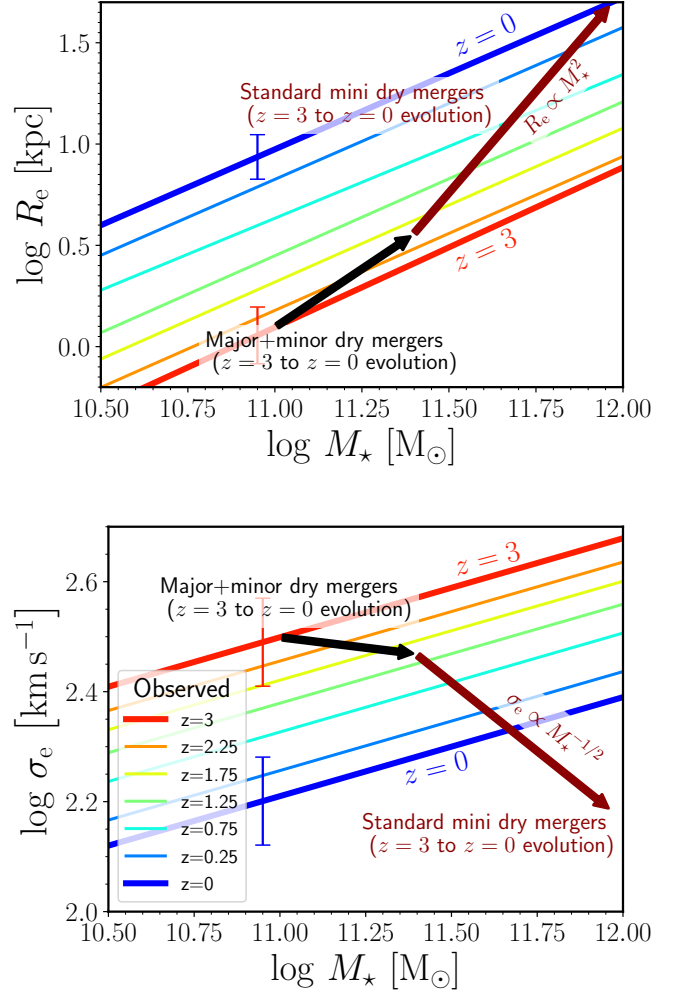 1.5
1.0
0.5
0.0
log Rₑ [kpc]
z = 0
Standard mini dry mergers
(z = 3 to z = 0 evolution)
Rₑ ∝ M⋆²
z = 3
Major+minor dry mergers
(z = 3 to z = 0 evolution)
10.50 10.75 11.00 11.25 11.50 11.75 12.00
log M⋆ [M⊙]
2.6
2.4
2.2
2.0
log σₑ [km s⁻¹]
z = 3
Major+minor dry mergers
(z = 3 to z = 0 evolution)
Observed
z=3
z=2.25
z=1.75
z=1.25
z=0.75
z=0.25
z=0
σₑ ∝ M⋆^−1/2
z = 0
Standard mini dry mergers
(z = 3 to z = 0 evolution)
10.50 10.75 11.00 11.25 11.50 11.75 12.00
log M⋆ [M⊙]